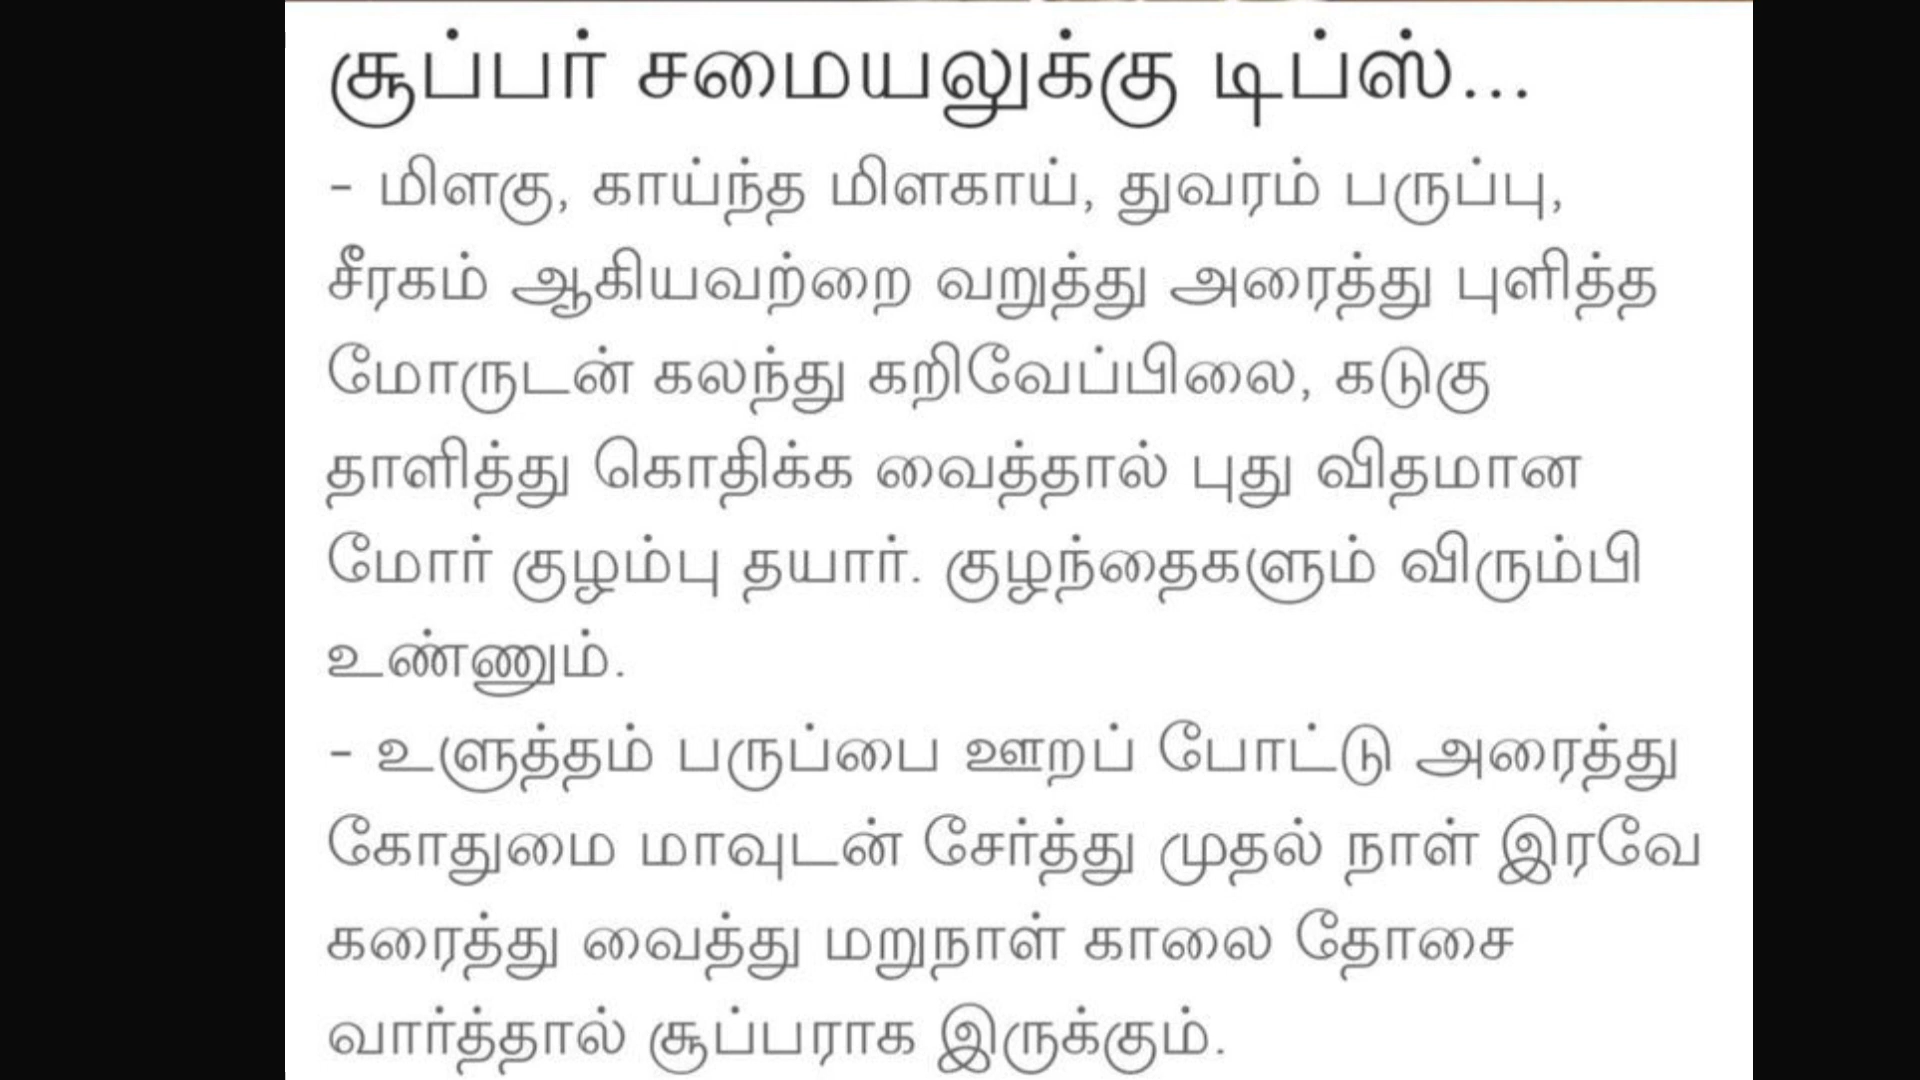 சூப்பர் சமையலுக்கு டிப்ஸ்...
– மிளகு, காய்ந்த மிளகாய், துவரம் பருப்பு,
சீரகம் ஆகியவற்றை வறுத்து அரைத்து புளித்த
மோருடன் கலந்து கறிவேப்பிலை, கடுகு
தாளித்து கொதிக்க வைத்தால் புது விதமான
மோர் குழம்பு தயார். குழந்தைகளும் விரும்பி
உண்ணும்.
– உளுத்தம் பருப்பை ஊறப் போட்டு அரைத்து
கோதுமை மாவுடன் சேர்த்து முதல் நாள் இரவே
கரைத்து வைத்து மறுநாள் காலை தோசை
வார்த்தால் சூப்பராக இருக்கும்.